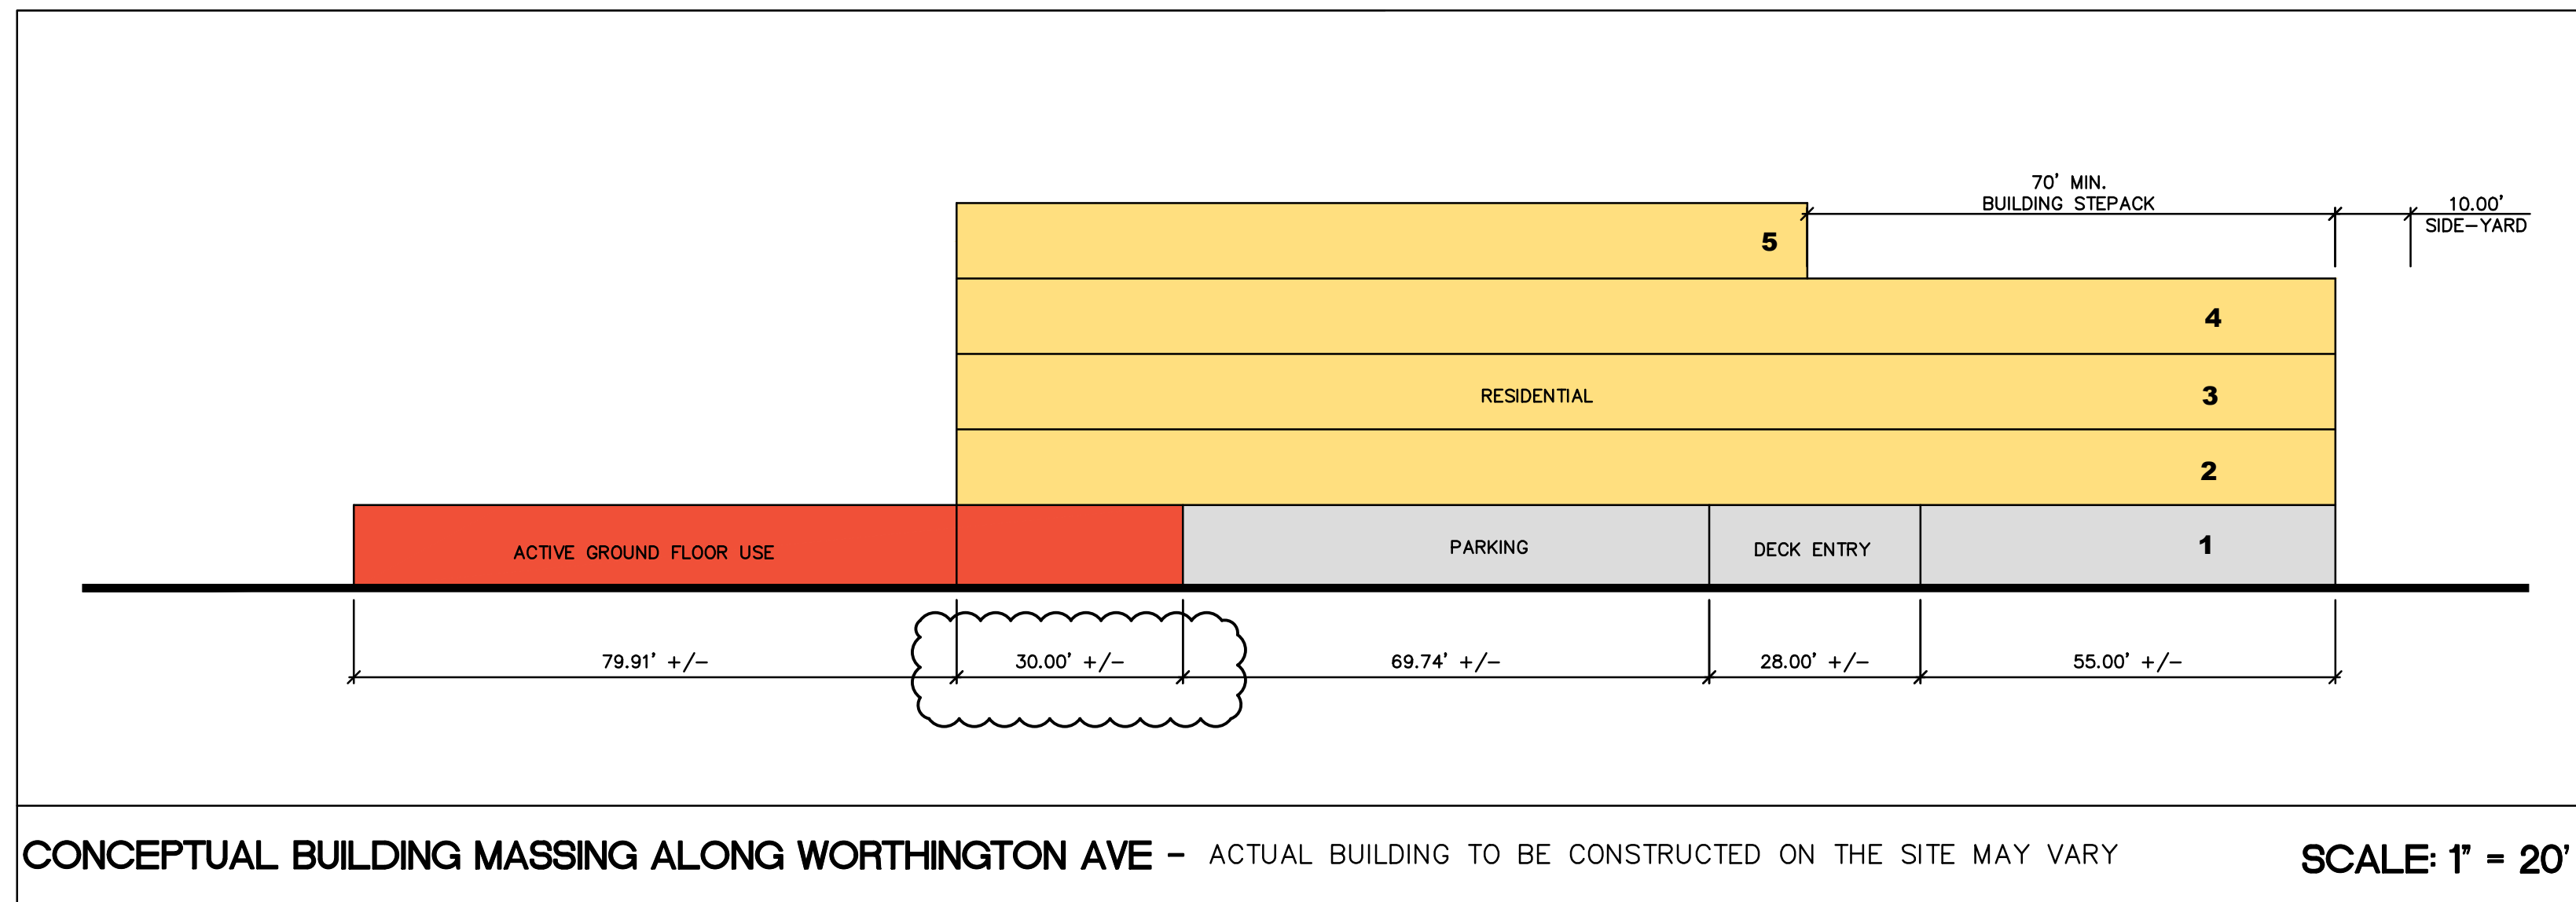 70' MIN.
BUILDING STEPACK
10.00'
SIDE-YARD
5
4
RESIDENTIAL
3
2
ACTIVE GROUND FLOOR USE
PARKING
DECK ENTRY
1
79.91' +/-
30.00' +/-
69.74' +/-
28.00' +/-
55.00' +/-
CONCEPTUAL BUILDING MASSING ALONG WORTHINGTON AVE - ACTUAL BUILDING TO BE CONSTRUCTED ON THE SITE MAY VARY
SCALE: 1" = 20'